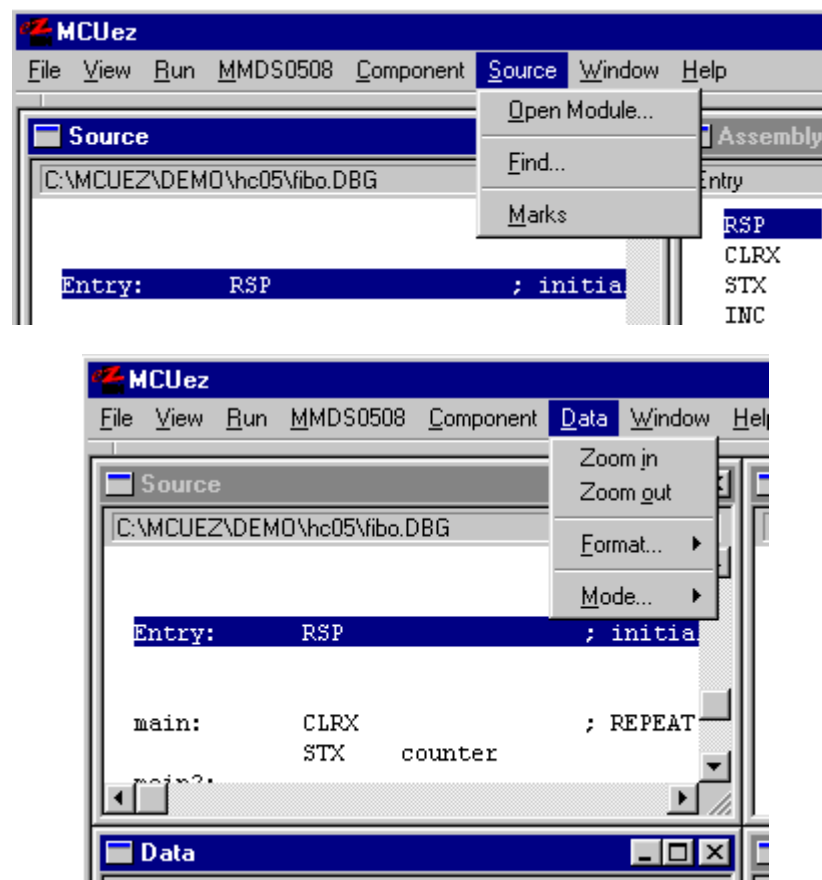 MCUez
File View Run MMDS0508 Component Source Window Help
Open Module...
Find...
Marks
Source
Assembly
C:\MCUEZ\DEMO\hc05\fibo.DBG
Entry: RSP ; initia
RSP
CLRX
STX
INC
MCUez
File View Run MMDS0508 Component Data Window Help
Zoom in
Zoom out
Format...
Mode...
Source
C:\MCUEZ\DEMO\hc05\fibo.DBG
Entry: RSP ; initia
main: CLRX ; REPEAT
STX counter
Data